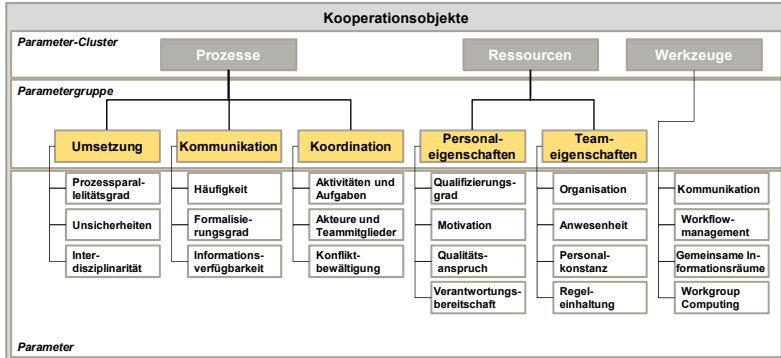 Kooperationsobjekte
Parameter-Cluster
Prozesse
Ressourcen
Werkzeuge
Parametergruppe
Umsetzung
Kommunikation
Koordination
Personal-
eigenschaften
Team-
eigenschaften
Prozessparal-
lelitätsgrad
Unsicherheiten
Inter-
disziplinarität
Häufigkeit
Formalisie-
rungsgrad
Informations-
verfügbarkeit
Aktivitäten und
Aufgaben
Akteure und
Teammitglieder
Konflikt-
bewältigung
Qualifizierungs-
grad
Motivation
Qualitäts-
anspruch
Verantwortungs-
bereitschaft
Organisation
Anwesenheit
Personal-
konstanz
Regel-
einhaltung
Kommunikation
Workflow-
management
Gemeinsame In-
formationsräume
Workgroup
Computing
Parameter